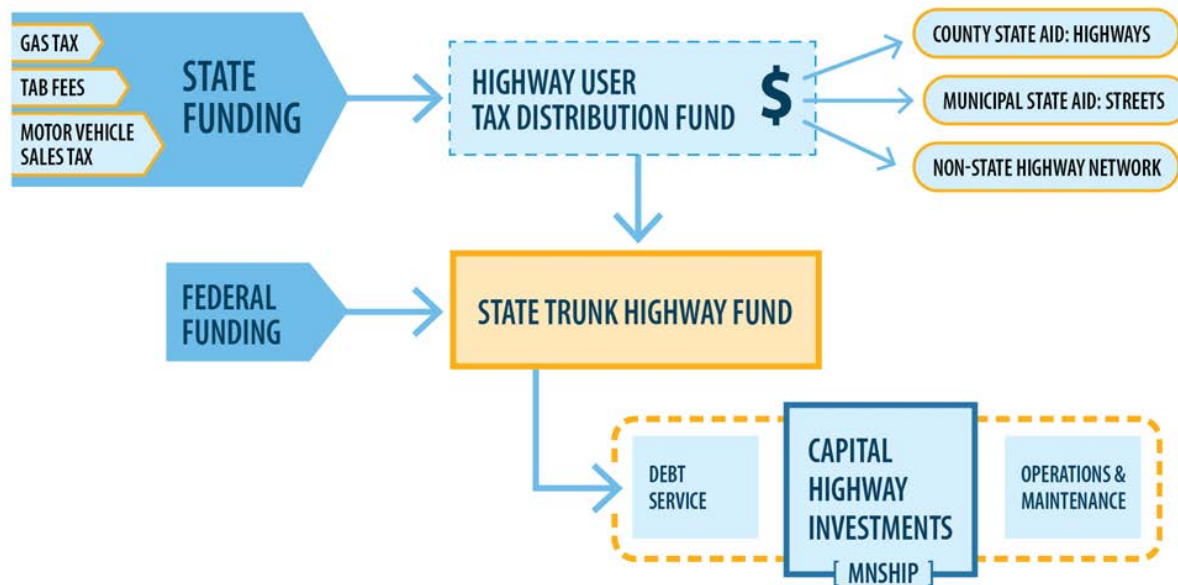 GAS TAX
TAB FEES
MOTOR VEHICLE
SALES TAX
STATE
FUNDING
HIGHWAY USER
TAX DISTRIBUTION FUND
$
COUNTY STATE AID: HIGHWAYS
MUNICIPAL STATE AID: STREETS
NON-STATE HIGHWAY NETWORK
FEDERAL
FUNDING
STATE TRUNK HIGHWAY FUND
DEBT
SERVICE
CAPITAL
HIGHWAY
INVESTMENTS
[ MNSHIP ]
OPERATIONS &
MAINTENANCE